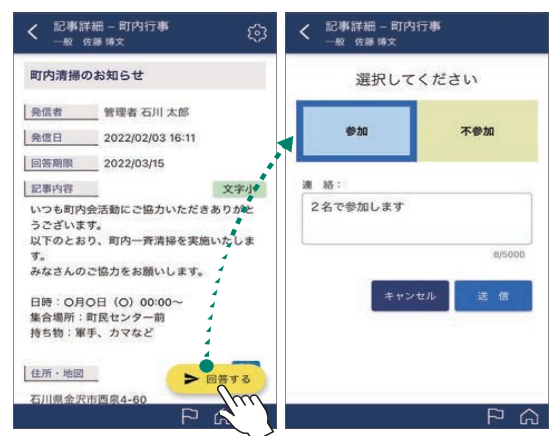 記事詳細 – 町内行事
一般 佐藤 博文
町内清掃のお知らせ
発信者 管理者 石川 太郎
発信日 2022/02/03 16:11
回答期限 2022/03/15
記事内容 文字小
いつも町内会活動にご協力いただきありがと
うございます。
以下のとおり、町内一斉清掃を実施いたしま
す。
みなさんのご協力をお願いします。
日時：〇月〇日（〇）00:00～
集合場所：町民センター前
持ち物：軍手、カマなど
住所・地図
回答する
石川県金沢市西泉4-60
記事詳細 – 町内行事
一般 佐藤 博文
選択してください
参加 不参加
連 絡：
２名で参加します
8/5000
キャンセル 送 信